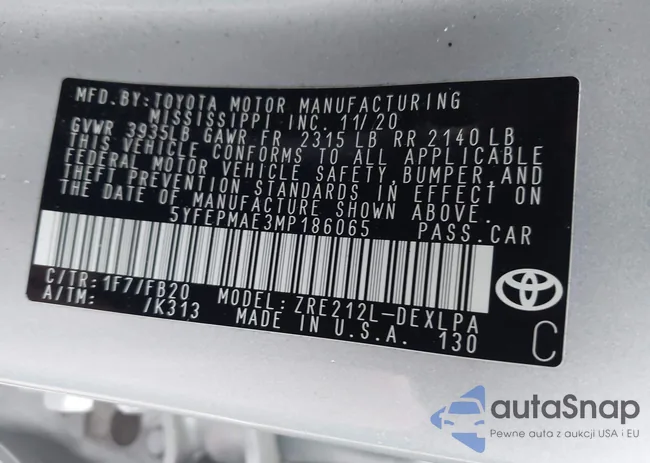 MFD.BY:TOYOTA MOTOR MANUFACTURING
MISSISSIPPI INC. 11/20
GVWR 3935LB GAWR FR 2315 LB RR 2140 LB
THIS VEHICLE CONFORMS TO ALL APPLICABLE
FEDERAL MOTOR VEHICLE SAFETY, BUMPER, AND
THEFT PREVENTION STANDARDS IN EFFECT ON
THE DATE OF MANUFACTURE SHOWN ABOVE.
5YFEPMAE3MP186065 PASS.CAR
C/TR: 1F7/FB20 MODEL: ZRE212L-DEXLPA
A/TM: /K313 MADE IN U.S.A. 130
C
autaSnap
Pewne auta z aukcji USA i EU